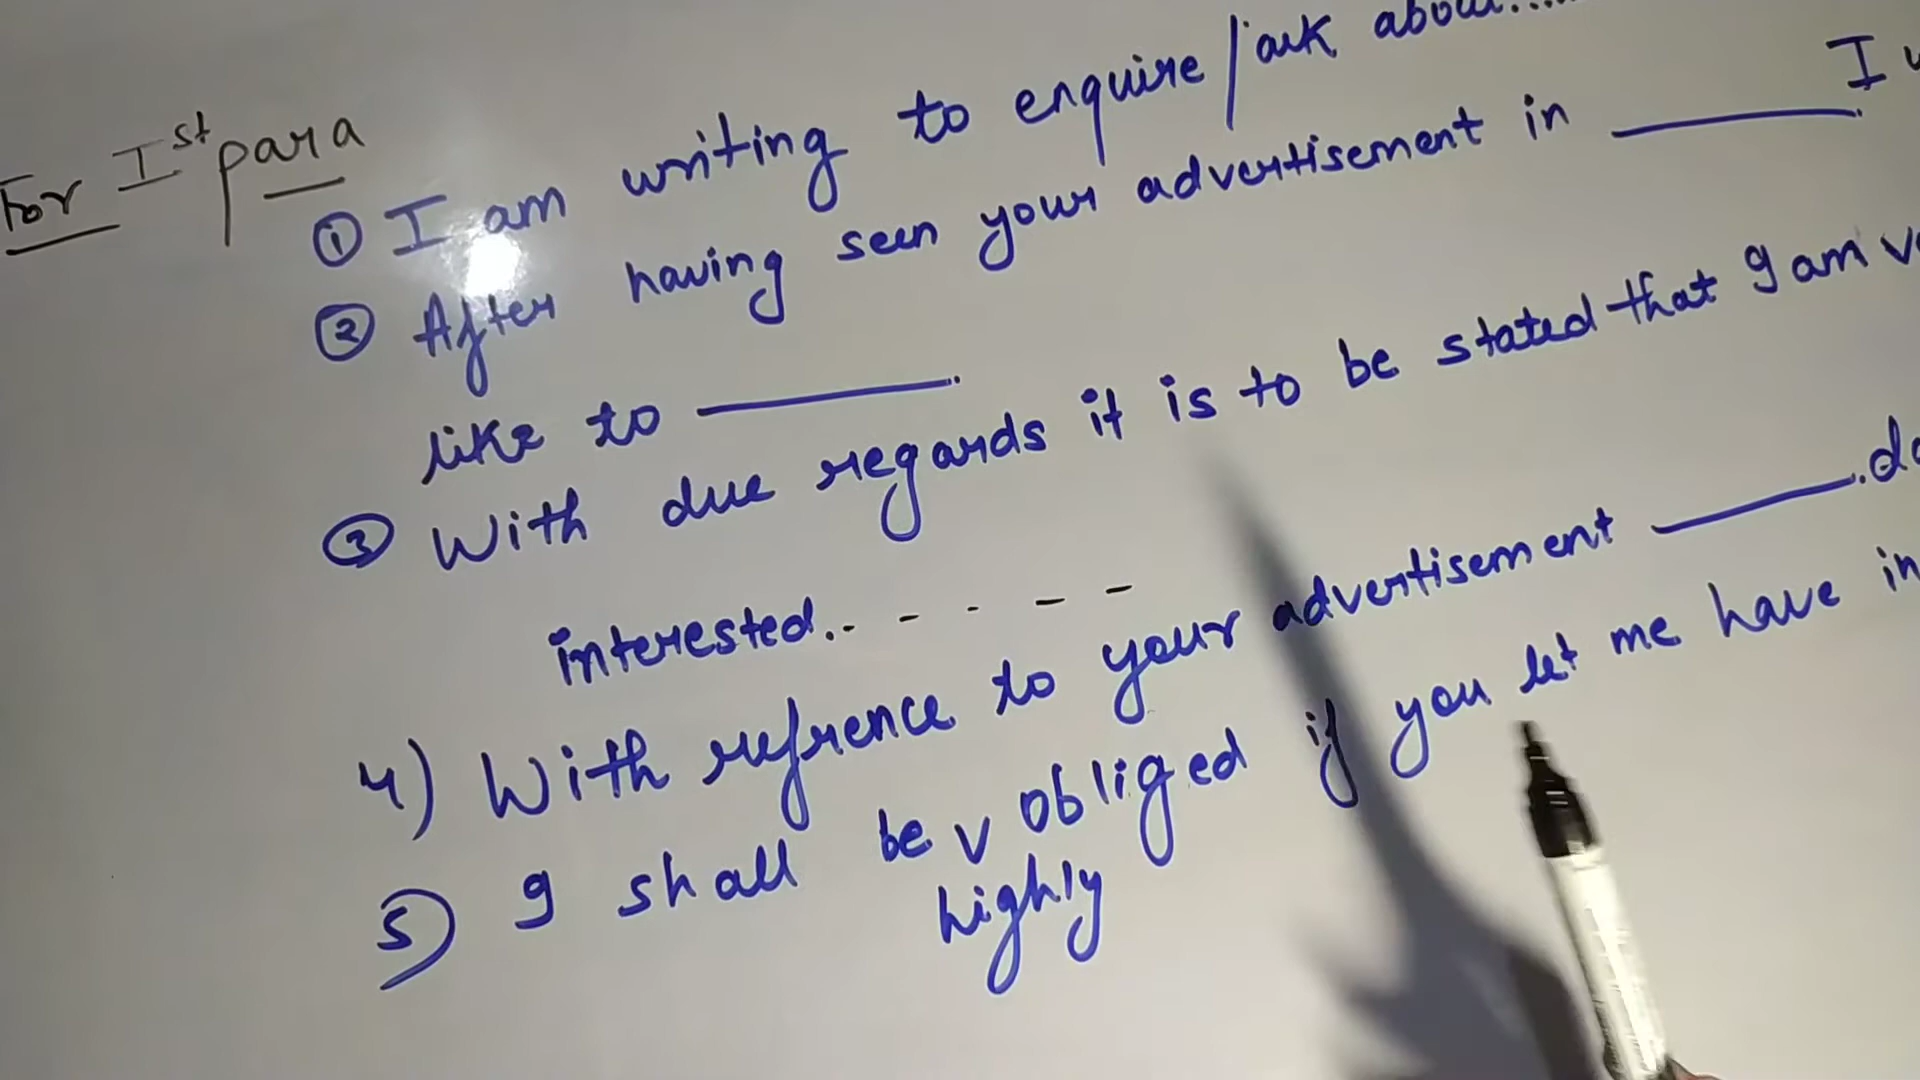 For Ist para
① I am writing to enquire/ask about.....
② After having seen your advertisement in ______. I
like to ______.
③ With due regards it is to be stated that I am
interested.. - - - -
4) With refrence to your advertisement ______.
5) I shall be v obliged if you let me have
highly